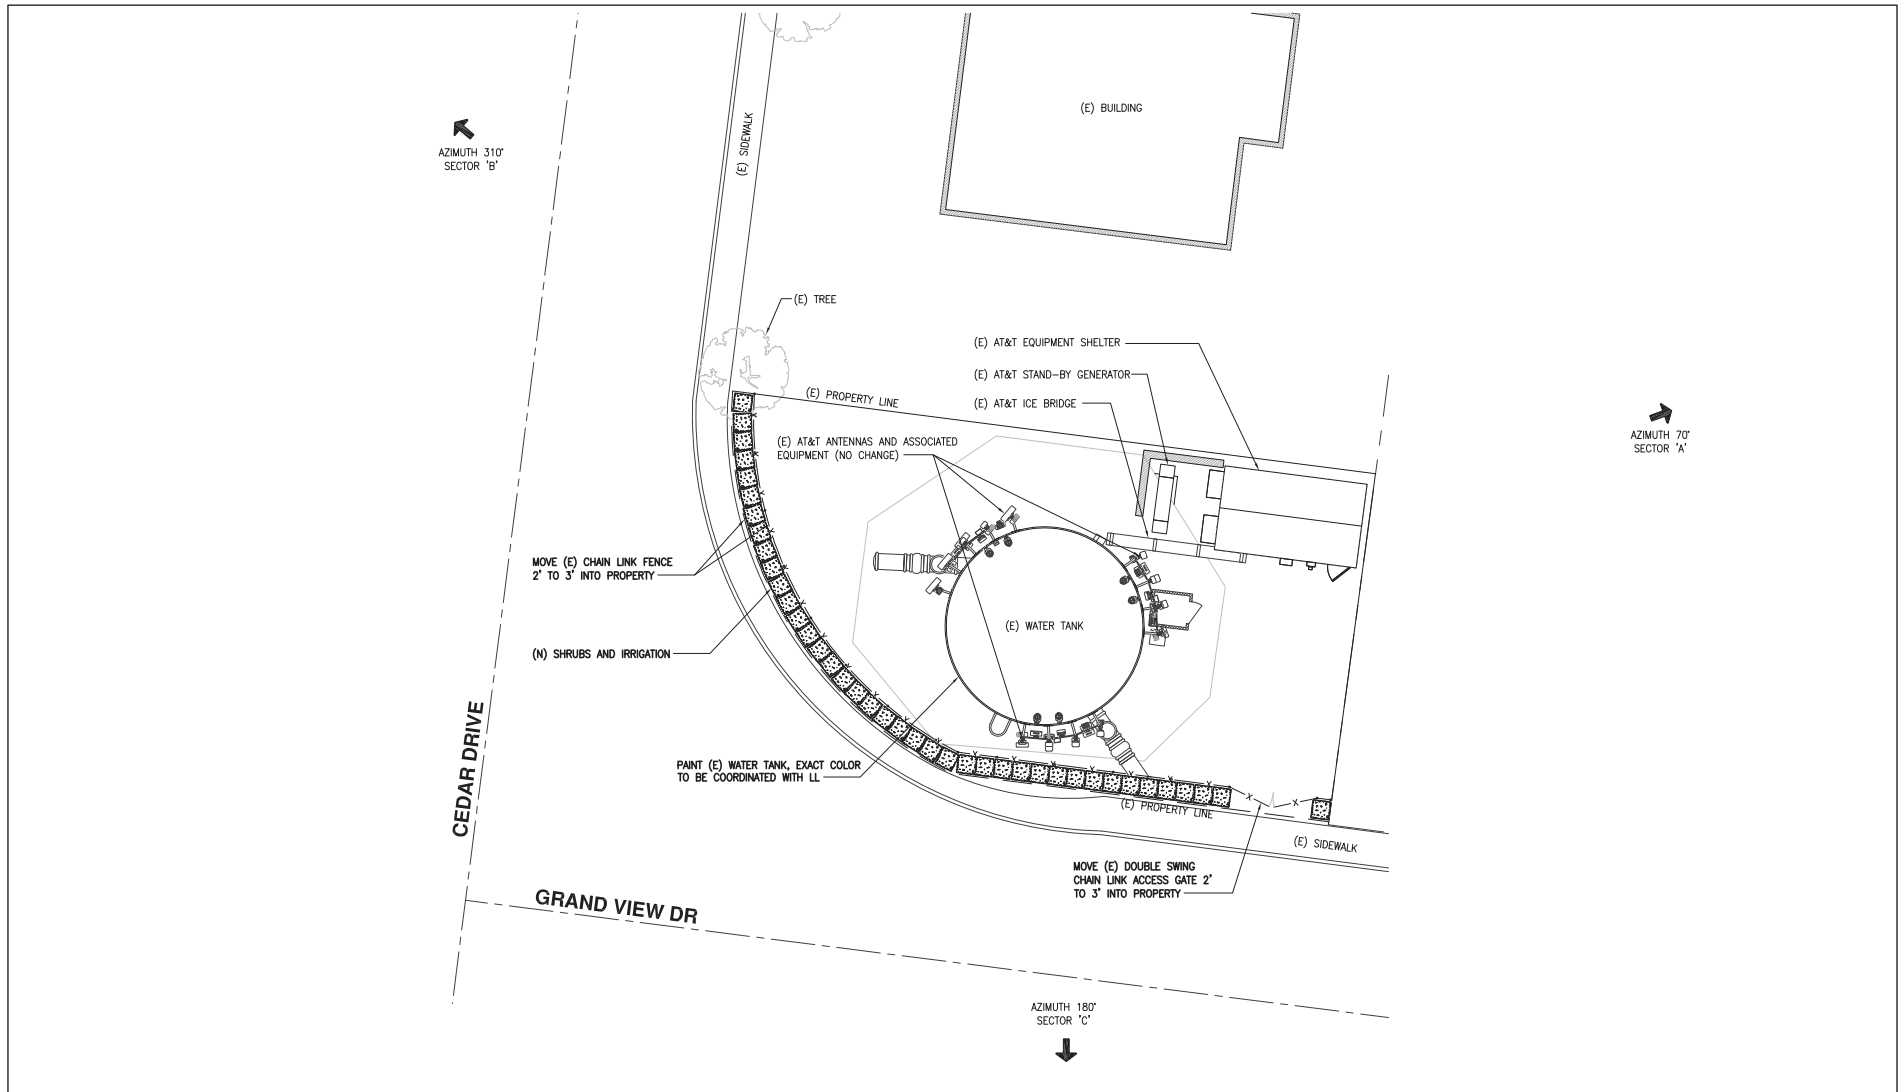 (E) BUILDING
(E) SIDEWALK
AZIMUTH 310°
SECTOR 'B'
(E) TREE
(E) AT&T EQUIPMENT SHELTER
(E) AT&T STAND-BY GENERATOR
(E) PROPERTY LINE
(E) AT&T ICE BRIDGE
AZIMUTH 70°
SECTOR 'A'
(E) AT&T ANTENNAS AND ASSOCIATED
EQUIPMENT (NO CHANGE)
MOVE (E) CHAIN LINK FENCE
2' TO 3' INTO PROPERTY
(E) WATER TANK
(N) SHRUBS AND IRRIGATION
CEDAR DRIVE
PAINT (E) WATER TANK, EXACT COLOR
TO BE COORDINATED WITH LL
(E) PROPERTY LINE
(E) SIDEWALK
MOVE (E) DOUBLE SWING
CHAIN LINK ACCESS GATE 2'
TO 3' INTO PROPERTY
GRAND VIEW DR
AZIMUTH 180°
SECTOR 'C'